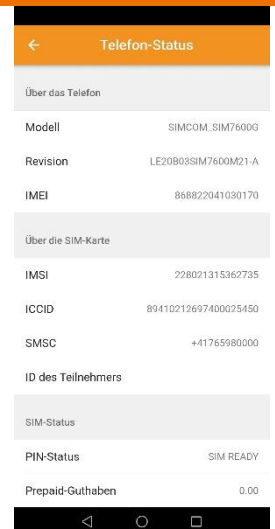 Telefon-Status
Über das Telefon
Modell SIMCOM_SIM7600G
Revision LE20B03SIM7600M21-A
IMEI 868822041030170
Über die SIM-Karte
IMSI 228021315362735
ICCID 89410212697400025450
SMSC +41765980000
ID des Teilnehmers
SIM-Status
PIN-Status SIM READY
Prepaid-Guthaben 0.00